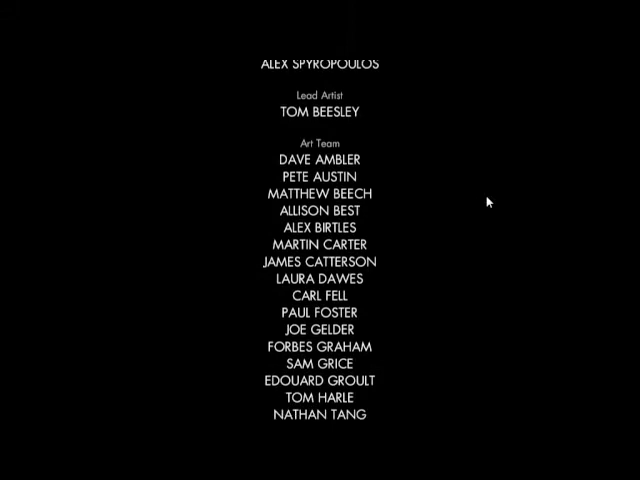 ALEX SPYROPOULOS
Lead Artist
TOM BEESLEY
Art Team
DAVE AMBLER
PETE AUSTIN
MATTHEW BEECH
ALLISON BEST
ALEX BIRTLES
MARTIN CARTER
JAMES CATTERSON
LAURA DAWES
CARL FELL
PAUL FOSTER
JOE GELDER
FORBES GRAHAM
SAM GRICE
EDOUARD GROULT
TOM HARLE
NATHAN TANG